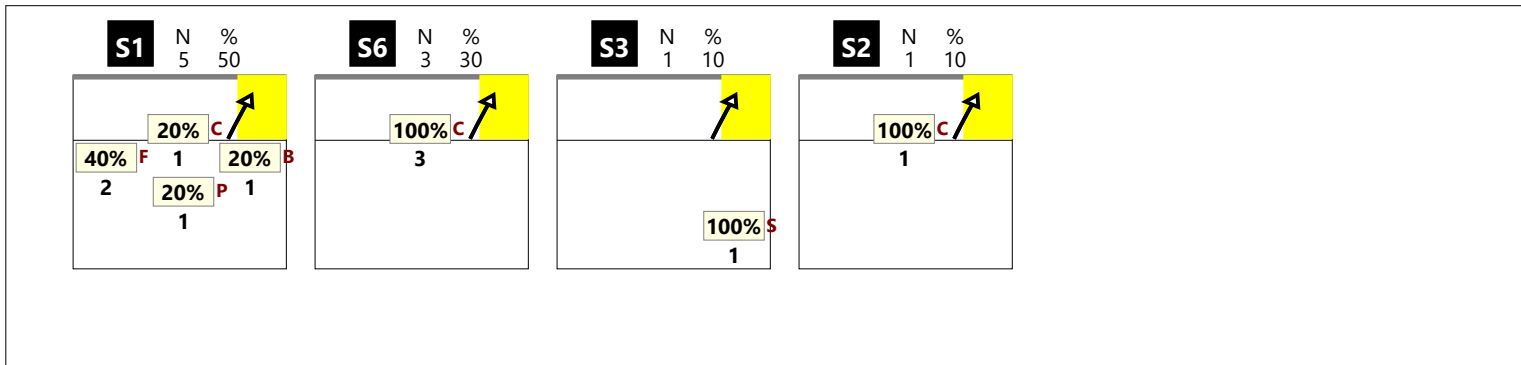 S1 N % 5 50
20% C 1
40% F 2
20% B 1
20% P 1
S6 N % 3 30
100% C 3
S3 N % 1 10
100% S 1
S2 N % 1 10
100% C 1